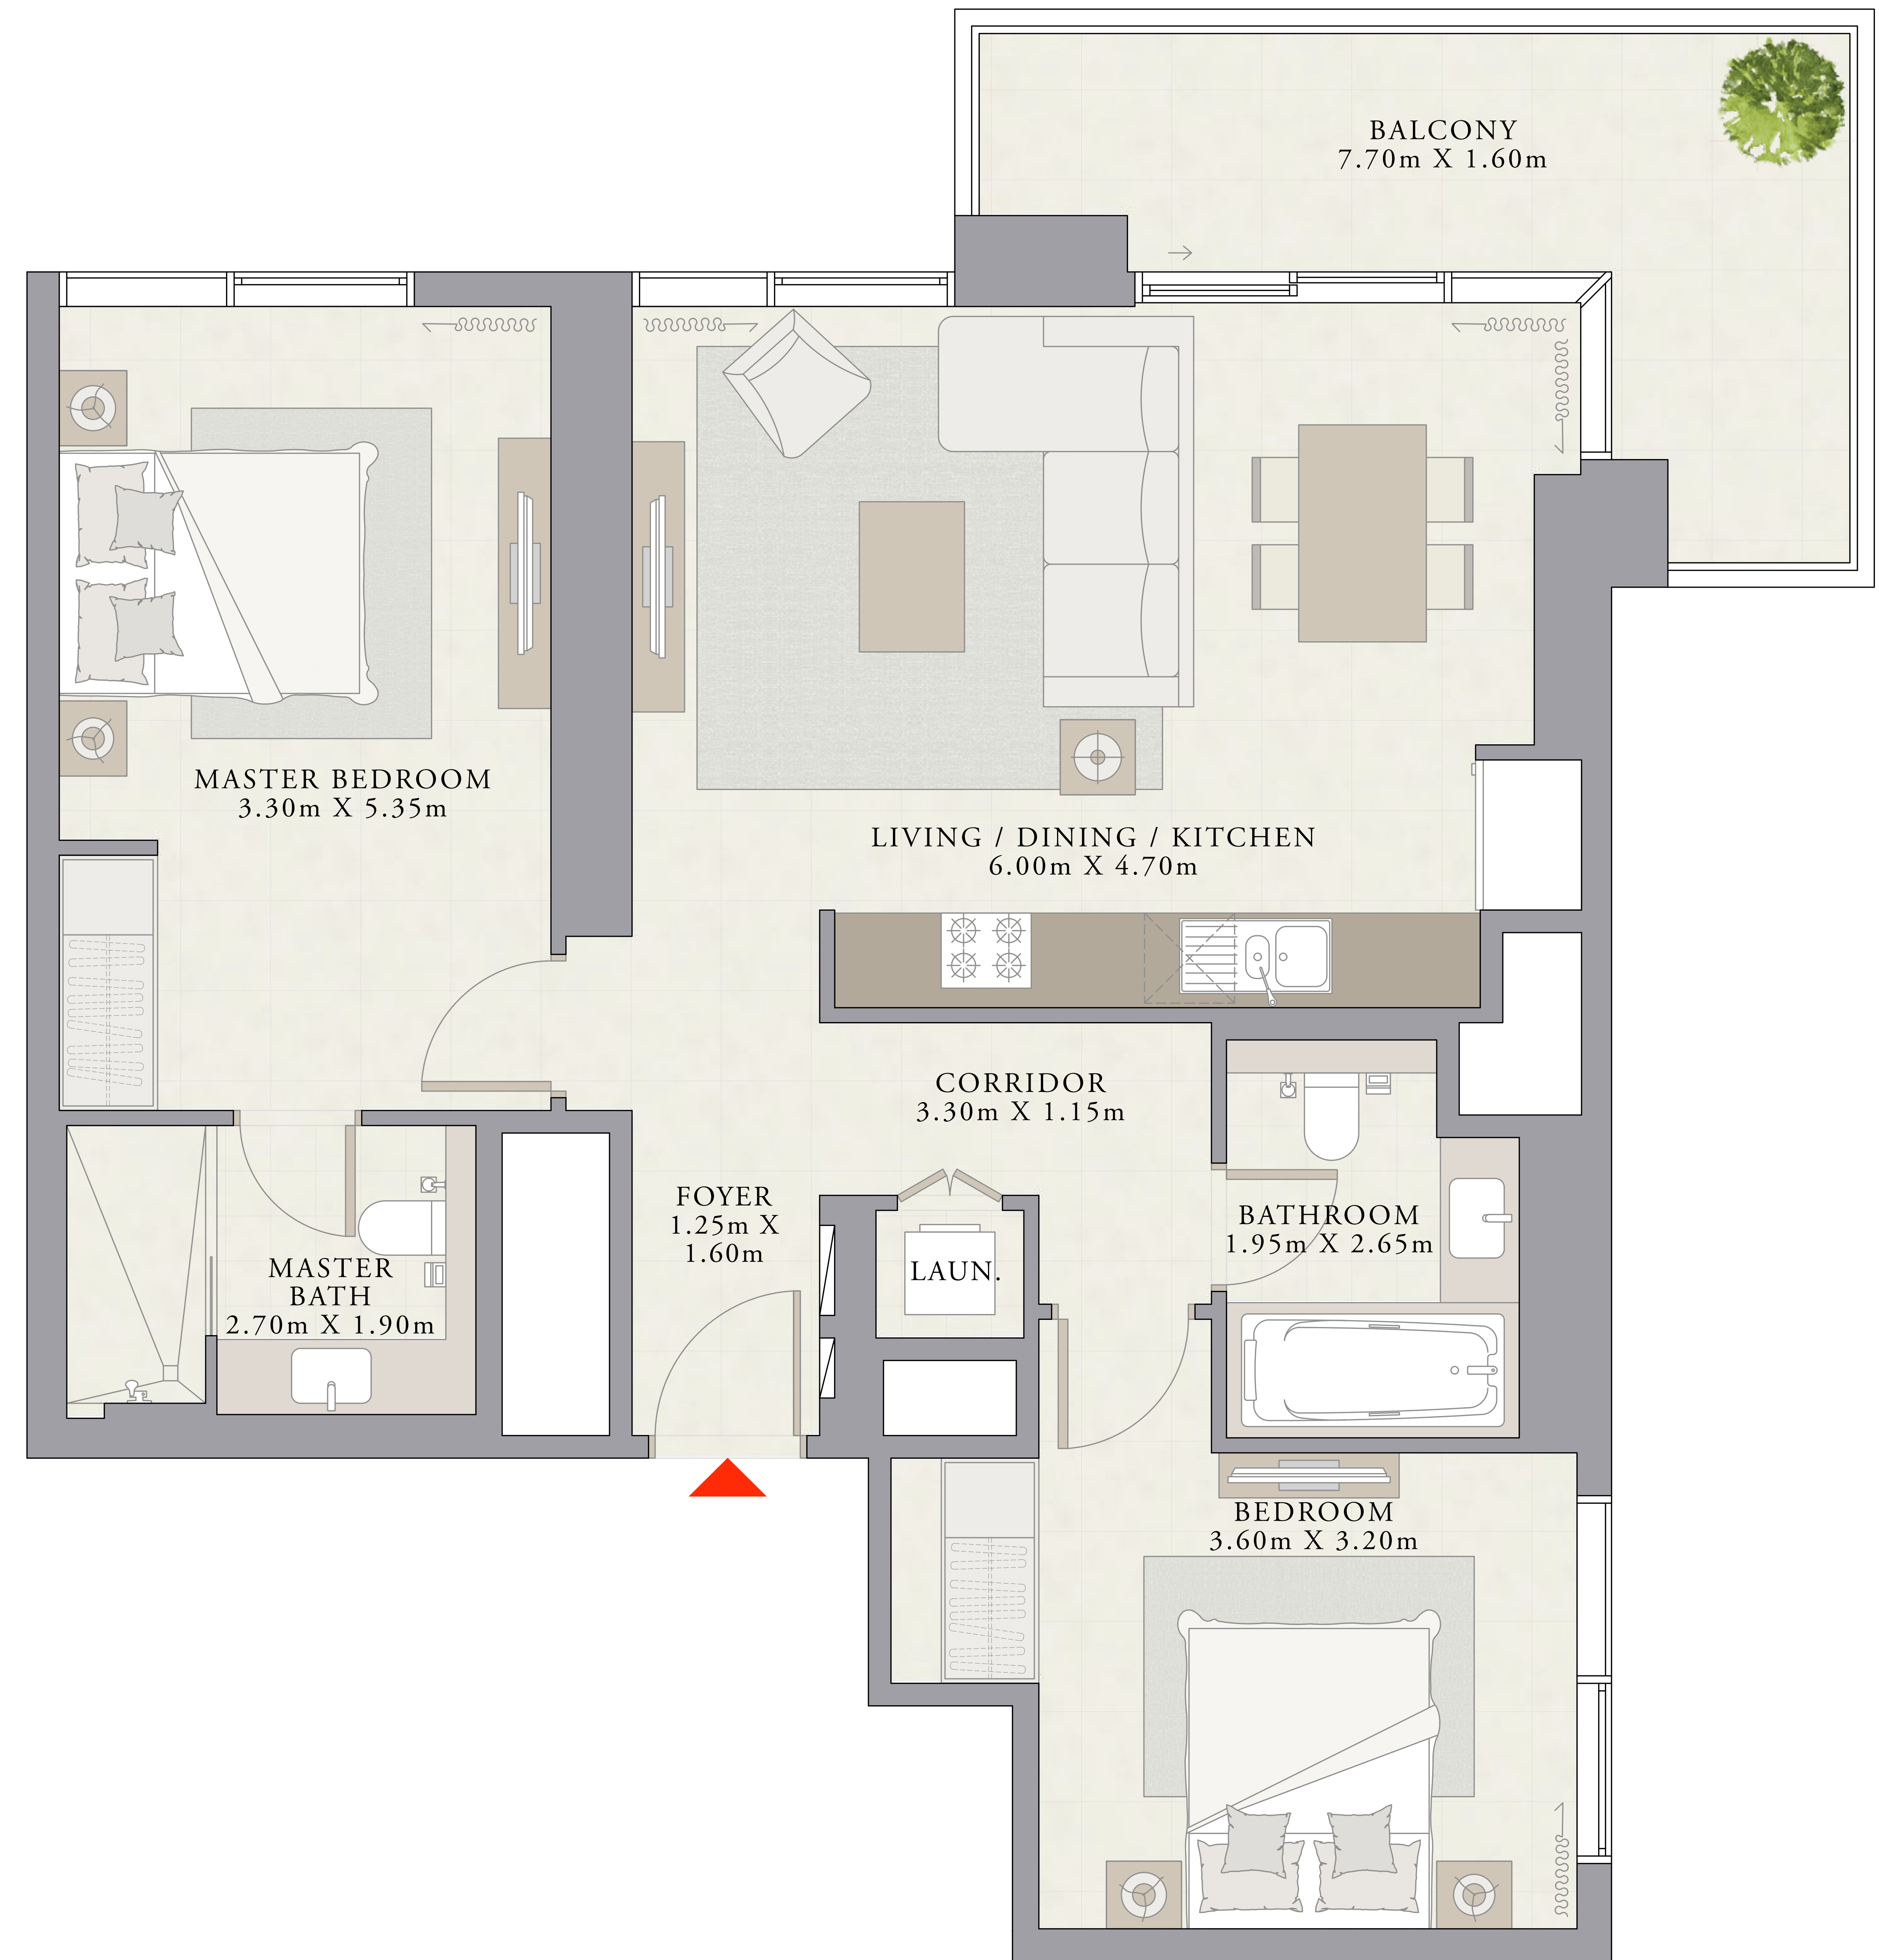 BALCONY
7.70m X 1.60m
MASTER BEDROOM
3.30m X 5.35m
LIVING / DINING / KITCHEN
6.00m X 4.70m
CORRIDOR
3.30m X 1.15m
FOYER
1.25m X
1.60m
BATHROOM
1.95m X 2.65m
LAUN.
MASTER
BATH
2.70m X 1.90m
BEDROOM
3.60m X 3.20m